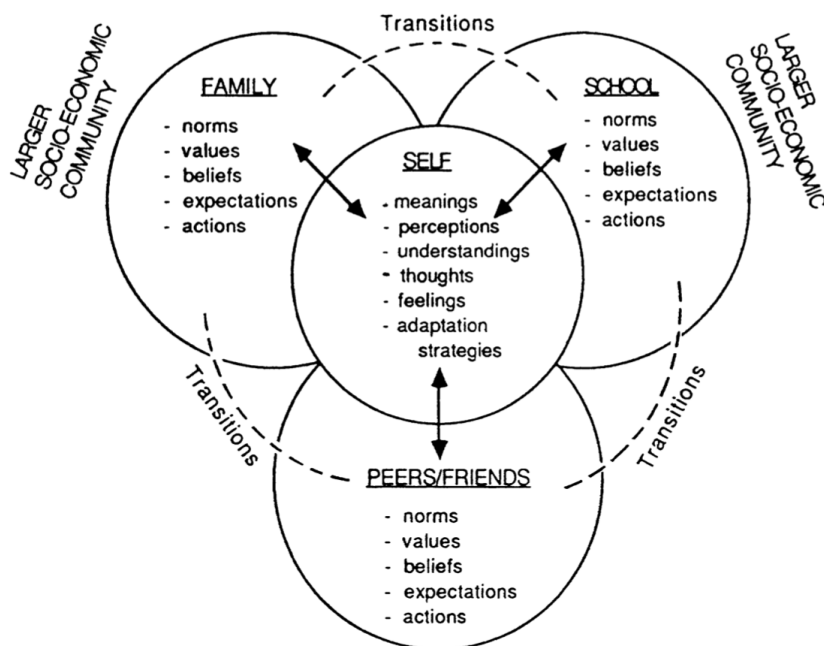 Transitions
LARGER
SOCIO-ECONOMIC
COMMUNITY
FAMILY
- norms
- values
- beliefs
- expectations
- actions
SELF
- meanings
- perceptions
- understandings
- thoughts
- feelings
- adaptation
strategies
SCHOOL
- norms
- values
- beliefs
- expectations
- actions
LARGER
SOCIO-ECONOMIC
COMMUNITY
Transitions
Transitions
PEERS/FRIENDS
- norms
- values
- beliefs
- expectations
- actions